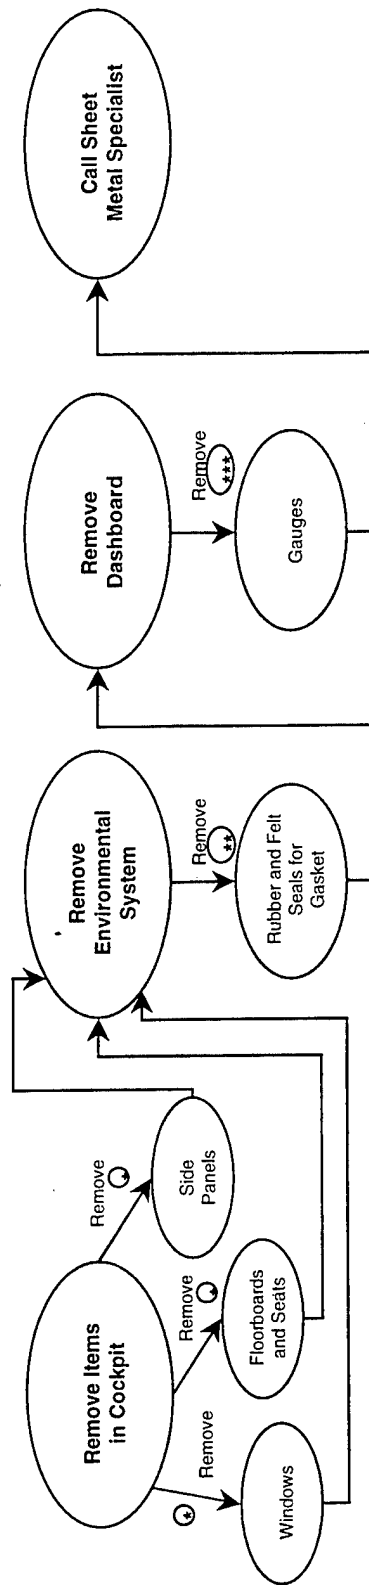 Remove Items
in Cockpit
Remove
Windows
Remove
Floorboards
and Seats
Remove
Side
Panels
Remove
Environmental
System
Remove
**
Rubber and Felt
Seals for
Gasket
Remove
Dashboard
Remove
***
Gauges
Call Sheet
Metal Specialist